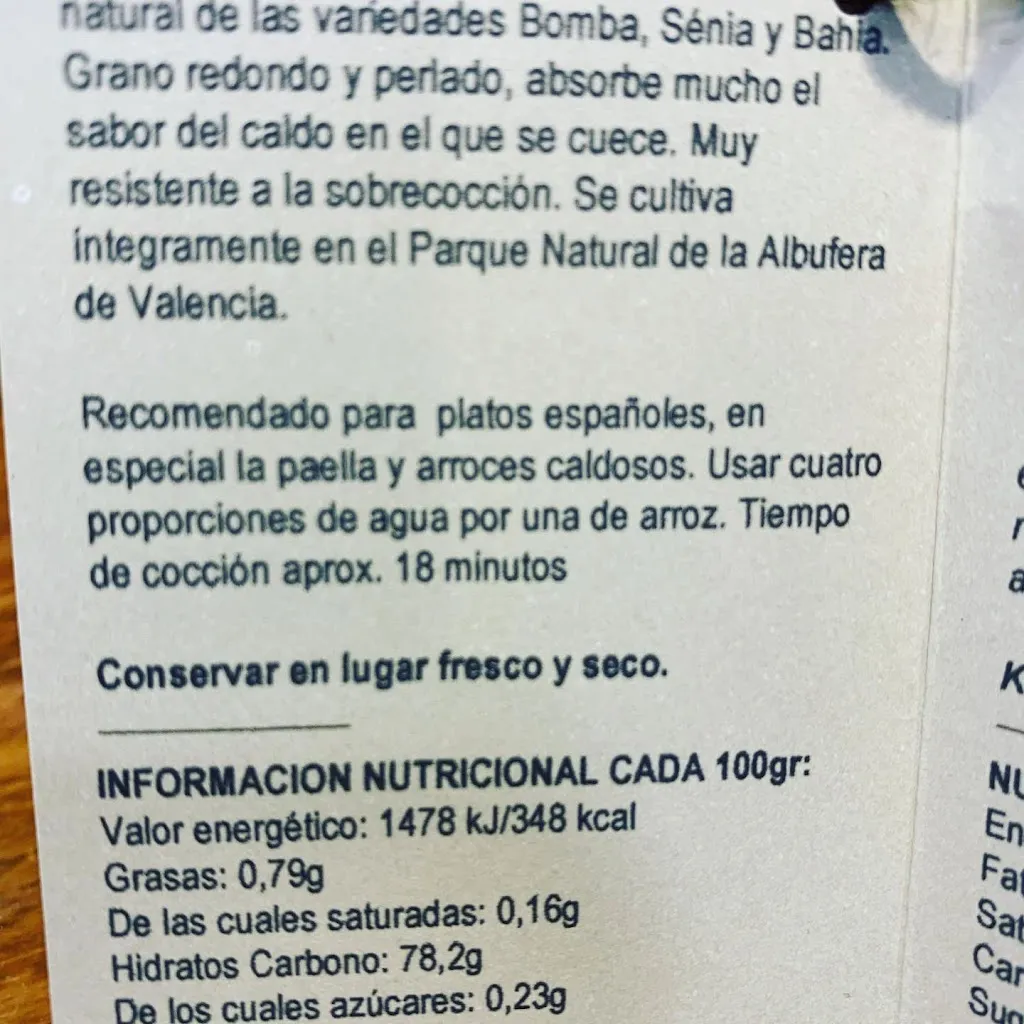 natural de las variedades Bomba, Sénia y Bahia.
Grano redondo y perlado, absorbe mucho el
sabor del caldo en el que se cuece. Muy
resistente a la sobrecocción. Se cultiva
íntegramente en el Parque Natural de la Albufera
de Valencia.
Recomendado para platos españoles, en
especial la paella y arroces caldosos. Usar cuatro
proporciones de agua por una de arroz. Tiempo
de cocción aprox. 18 minutos
Conservar en lugar fresco y seco.
INFORMACION NUTRICIONAL CADA 100gr:
Valor energético: 1478 kJ/348 kcal
Grasas: 0,79g
De las cuales saturadas: 0,16g
Hidratos Carbono: 78,2g
De los cuales azúcares: 0,23g